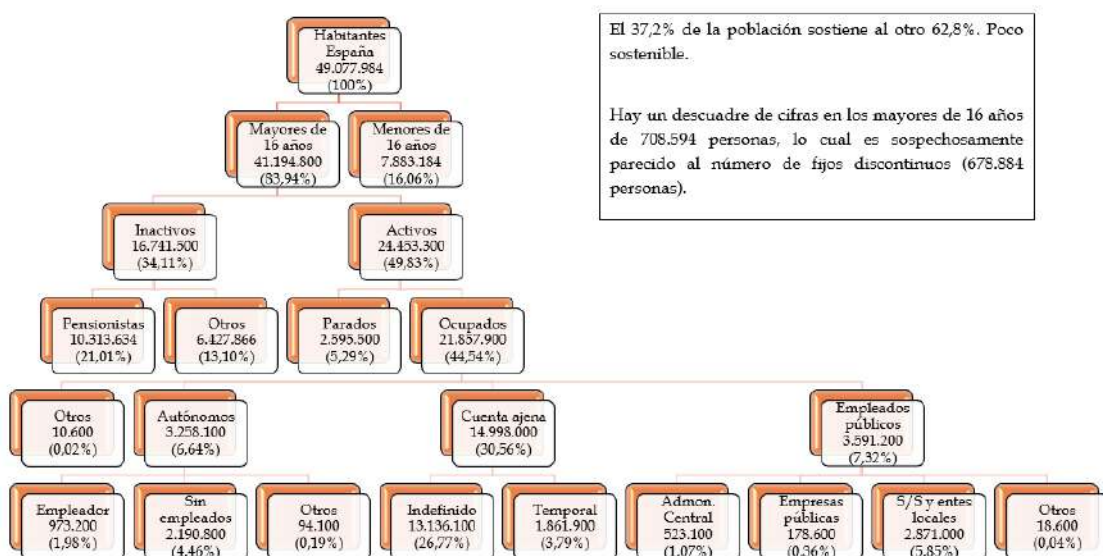 Habitantes
España
49.077.984
(100%)
El 37,2% de la población sostiene al otro 62,8%. Poco
sostenible.
Hay un descuadre de cifras en los mayores de 16 años
de 708.594 personas, lo cual es sospechosamente
parecido al número de fijos discontinuos (678.884
personas).
Mayores de
16 años
41.194.800
(83,94%)
Menores de
16 años
7.883.184
(16,06%)
Inactivos
16.741.500
(34,11%)
Activos
24.453.300
(49,83%)
Pensionistas
10.313.634
(21,01%)
Otros
6.427.866
(13,10%)
Parados
2.595.500
(5,29%)
Ocupados
21.857.900
(44,54%)
Otros
10.600
(0,02%)
Autónomos
3.258.100
(6,64%)
Cuenta ajena
14.998.000
(30,56%)
Empleados
públicos
3.591.200
(7,32%)
Empleador
973.200
(1,98%)
Sin
empleados
2.190.800
(4,46%)
Otros
94.100
(0,19%)
Indefinido
13.136.100
(26,77%)
Temporal
1.861.900
(3,79%)
Admon.
Central
523.100
(1,07%)
Empresas
públicas
178.600
(0,36%)
S/S y entes
locales
2.871.000
(5,85%)
Otros
18.600
(0,04%)